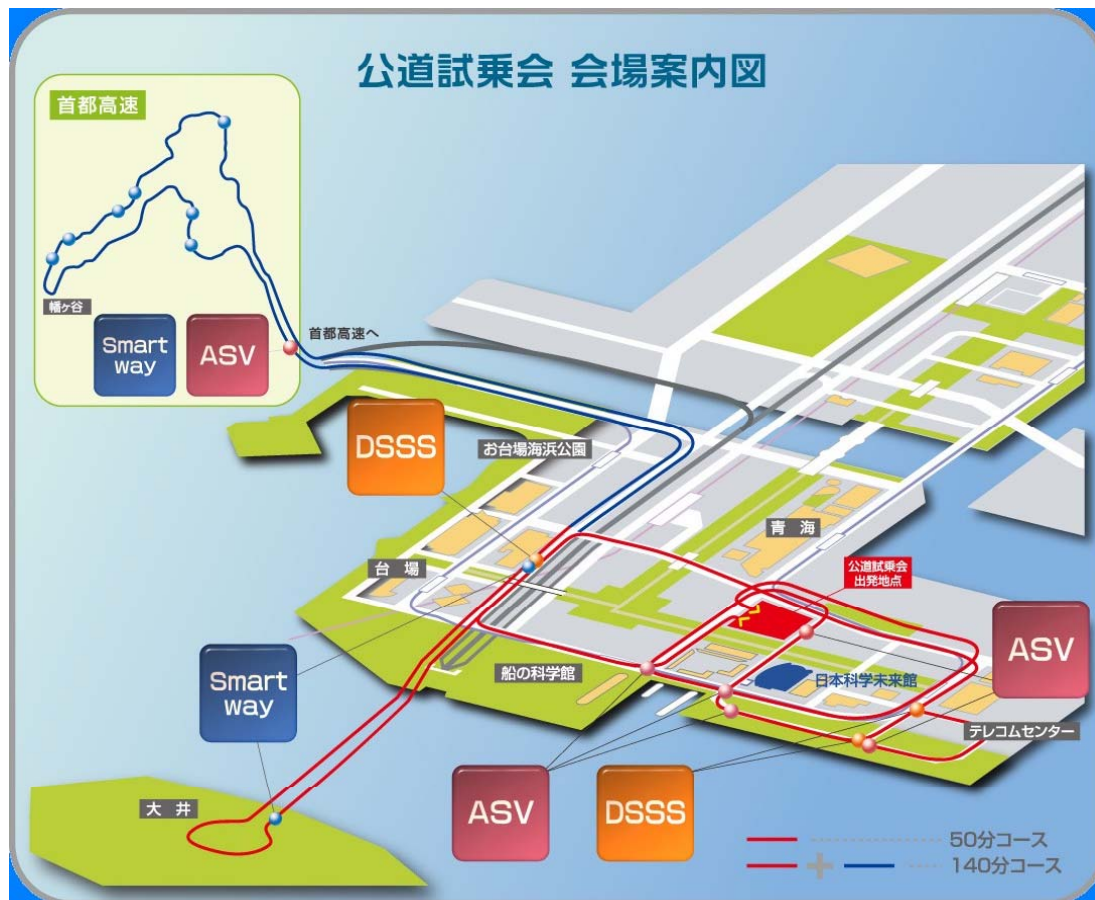 公道試乗会 会場案内図
首都高速
幡ヶ谷
Smart
way
ASV
首都高速へ
DSSS
お台場海浜公園
青 海
台 場
公道試乗会
出発地点
ASV
Smart
way
船の科学館
日本科学未来館
テレコムセンター
大 井
ASV
DSSS
50分コース
140分コース